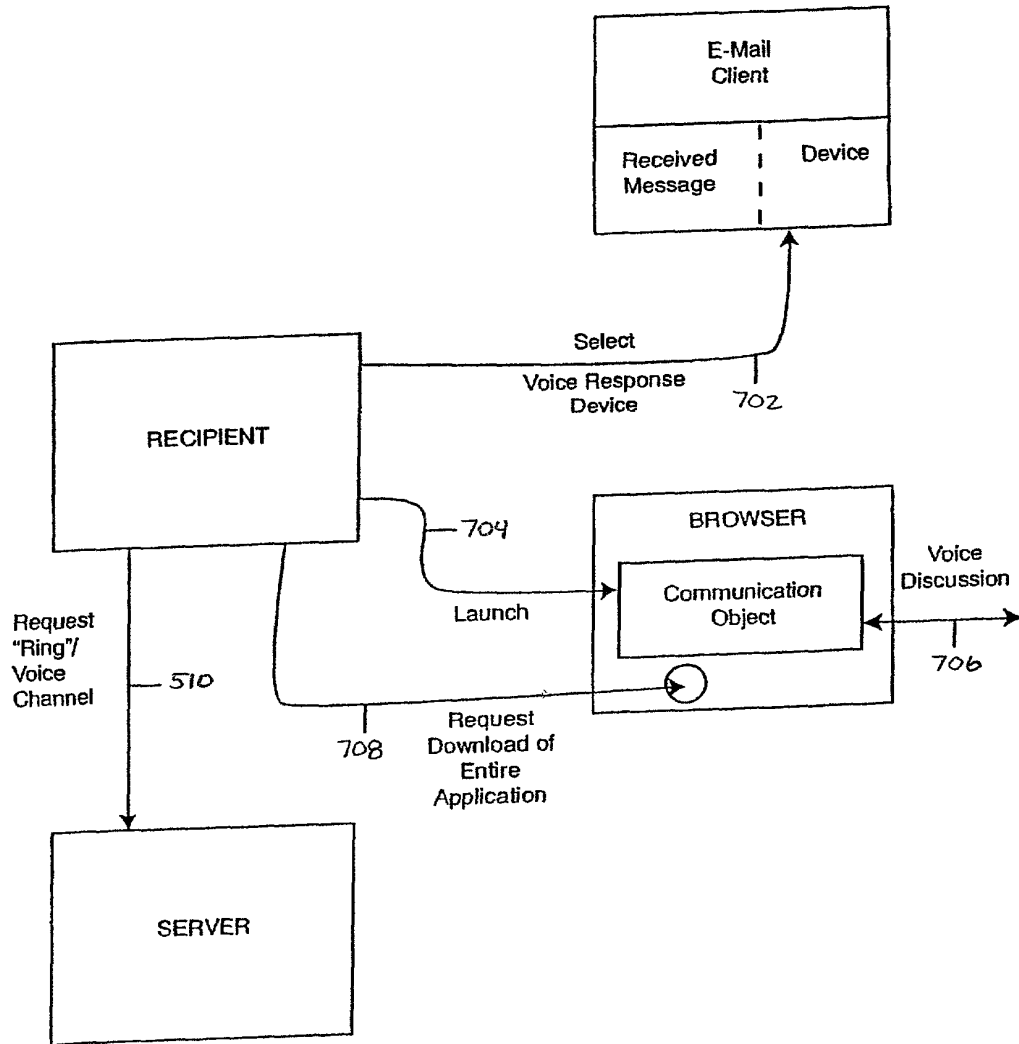 E-Mail
Client
Received
Message
Device
Select
Voice Response
Device
702
RECIPIENT
704
Launch
BROWSER
Communication
Object
Voice
Discussion
706
Request
"Ring"/
Voice
Channel
510
708
Request
Download of
Entire
Application
SERVER